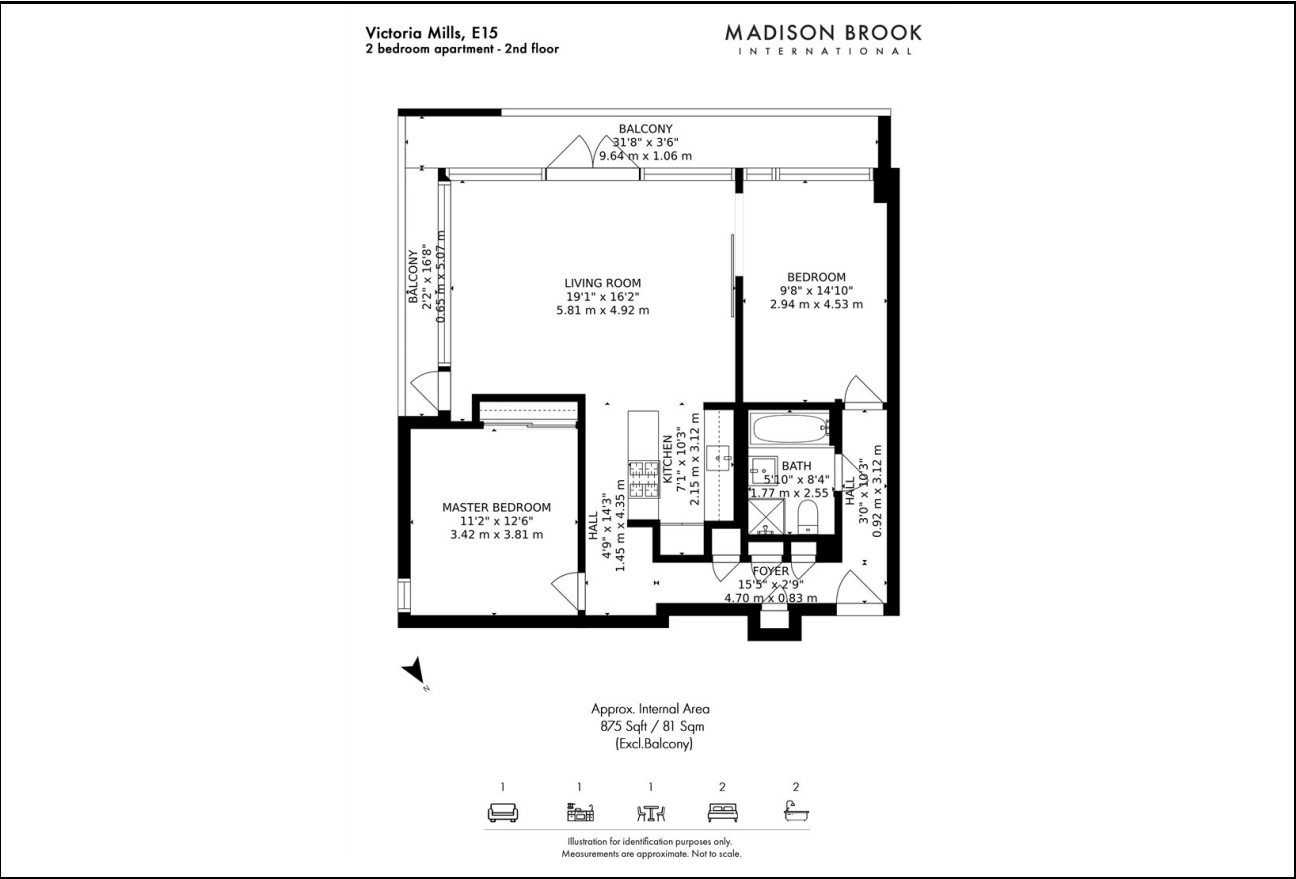 Victoria Mills, E15
2 bedroom apartment - 2nd floor
MADISON BROOK
INTERNATIONAL
BALCONY
31'8" x 3'6"
9.64 m x 1.06 m
BALCONY
2'2" x 16'8"
0.65 m x 5.07 m
LIVING ROOM
19'1" x 16'2"
5.81 m x 4.92 m
BEDROOM
9'8" x 14'10"
2.94 m x 4.53 m
MASTER BEDROOM
11'2" x 12'6"
3.42 m x 3.81 m
HALL
4'9" x 14'3"
1.45 m x 4.35 m
KITCHEN
7'1" x 10'3"
2.15 m x 3.12 m
BATH
5'10" x 8'4"
1.77 m x 2.55
HALL
3'0" x 10'3"
0.92 m x 3.12 m
FOYER
15'5" x 2'9"
4.70 m x 0.83 m
N
Approx. Internal Area
875 Sqft / 81 Sqm
(Excl.Balcony)
1 1 1 2 2
Illustration for identification purposes only.
Measurements are approximate. Not to scale.